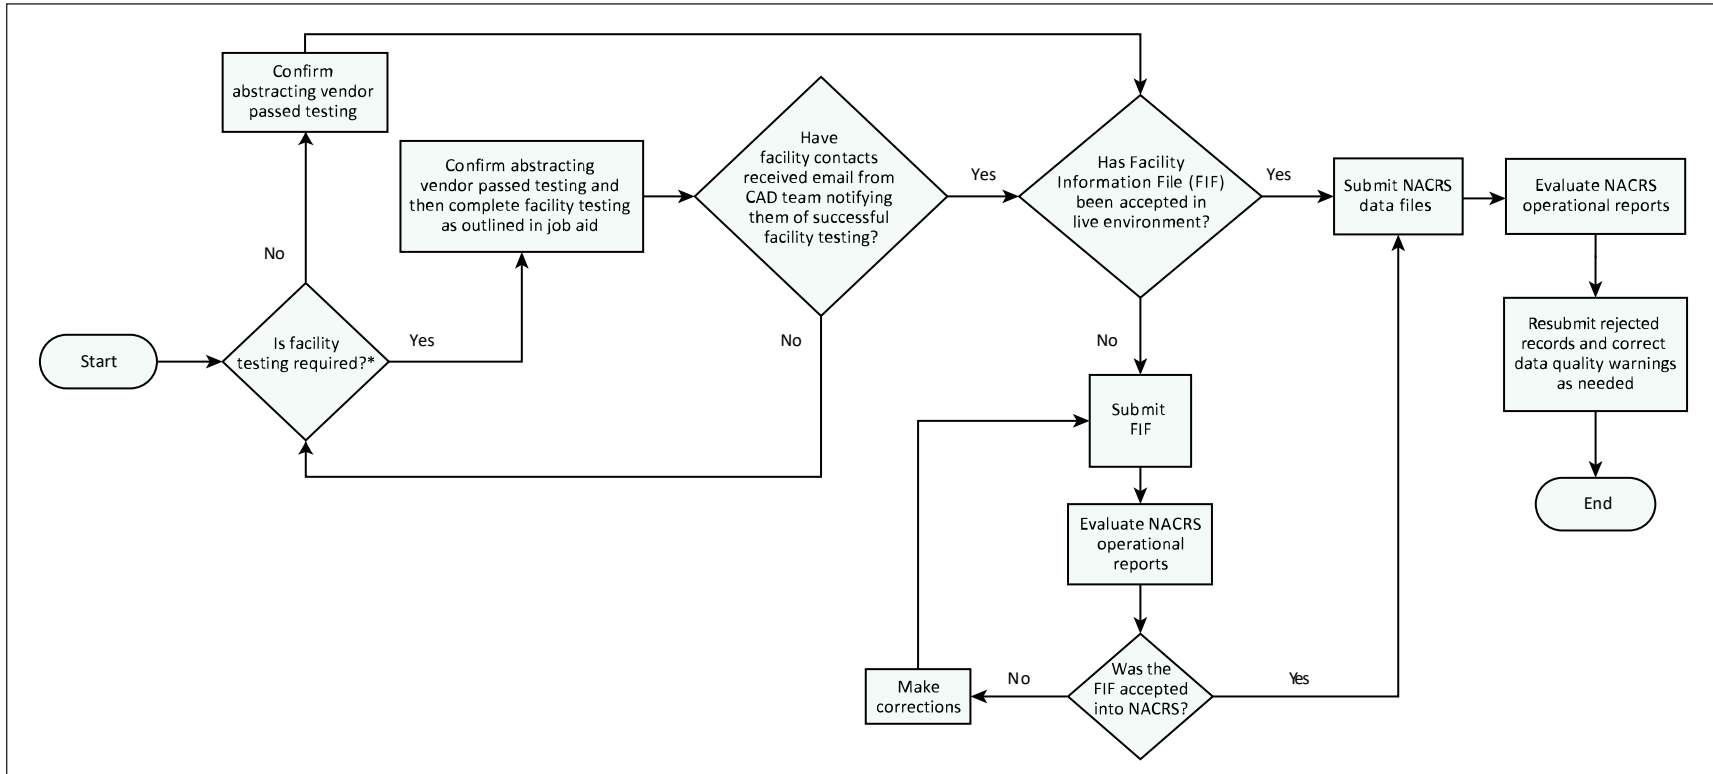 Start
Is facility
testing required?*
No
Confirm
abstracting vendor
passed testing
Yes
Confirm abstracting
vendor passed testing and
then complete facility testing
as outlined in job aid
Have
facility contacts
received email from
CAD team notifying
them of successful
facility testing?
No
Yes
Has Facility
Information File (FIF)
been accepted in
live environment?
No
Submit
FIF
Evaluate NACRS
operational
reports
Was the
FIF accepted
into NACRS?
No
Make
corrections
Yes
Yes
Submit NACRS
data files
Evaluate NACRS
operational reports
Resubmit rejected
records and correct
data quality warnings
as needed
End